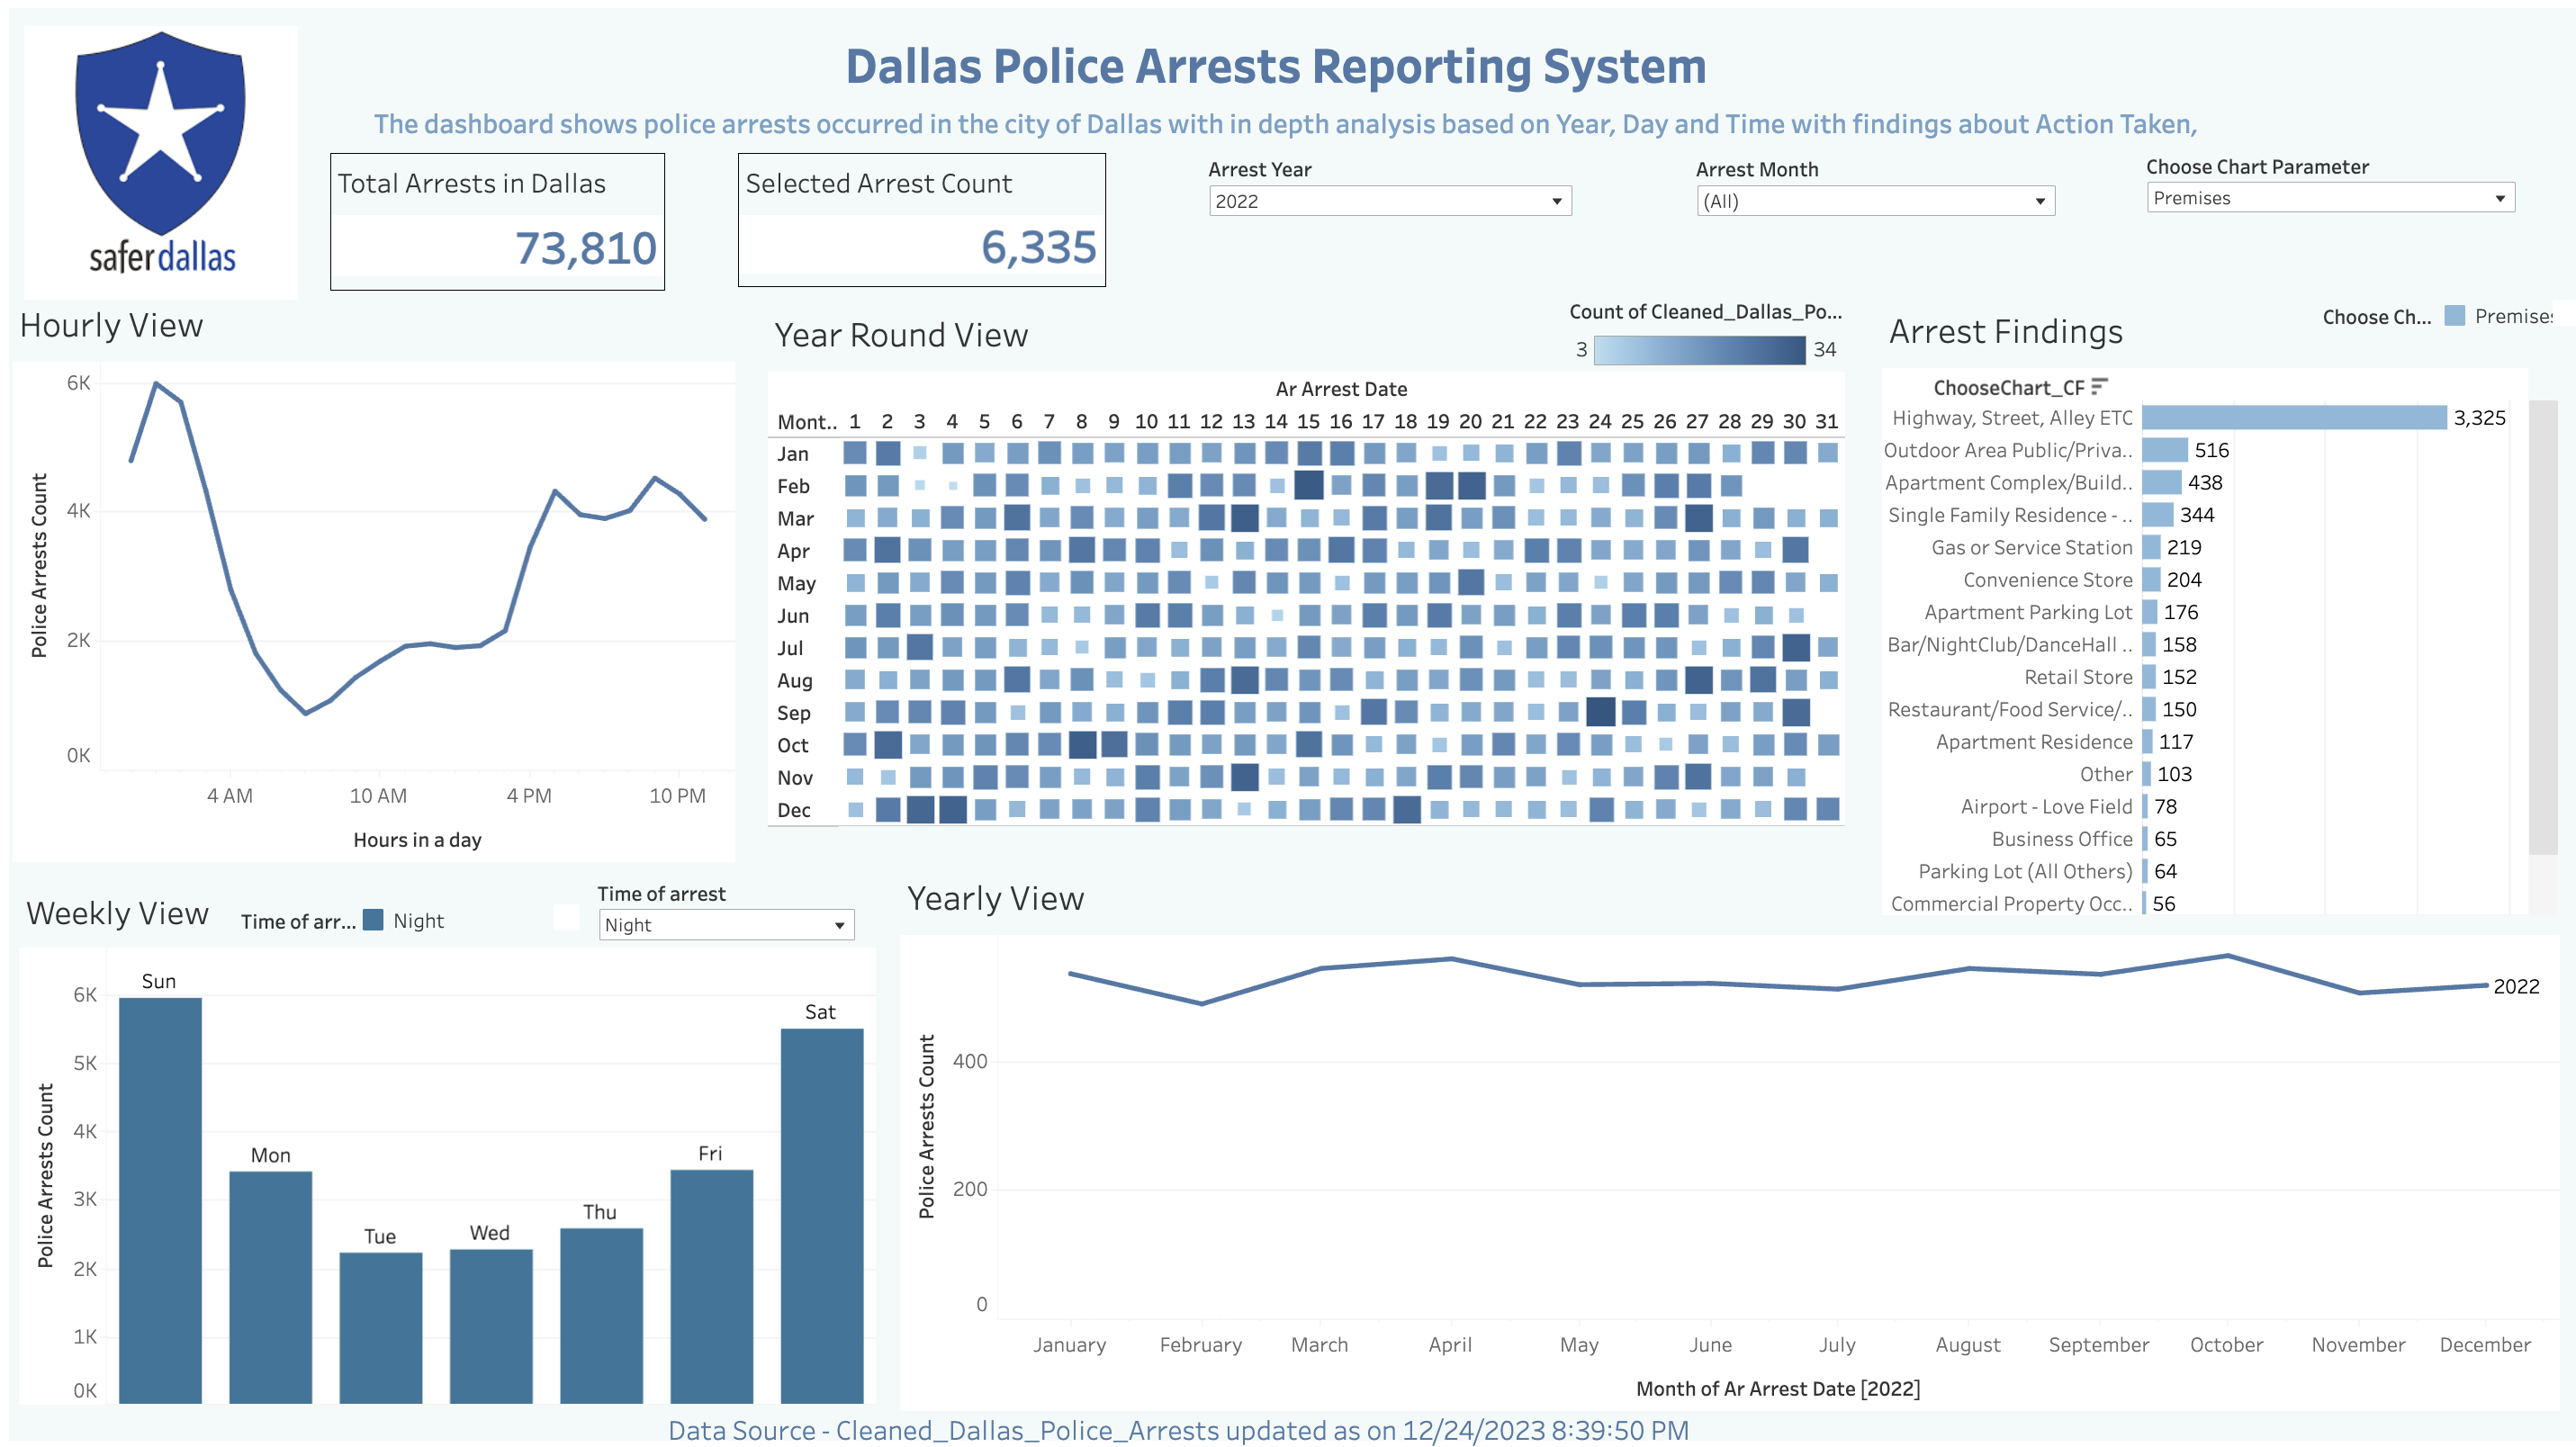 Dallas Police Arrests Reporting System
The dashboard shows police arrests occurred in the city of Dallas with in depth analysis based on Year, Day and Time with findings about Action Taken,
saferdallas
Total Arrests in Dallas
73,810
Selected Arrest Count
6,335
Arrest Year
2022
Arrest Month
(All)
Choose Chart Parameter
Premises
Hourly View
6K
4K
2K
0K
Police Arrests Count
4 AM 10 AM 4 PM 10 PM
Hours in a day
Year Round View
Count of Cleaned_Dallas_Po...
3 34
Ar Arrest Date
Mont.. 1 2 3 4 5 6 7 8 9 10 11 12 13 14 15 16 17 18 19 20 21 22 23 24 25 26 27 28 29 30 31
Jan
Feb
Mar
Apr
May
Jun
Jul
Aug
Sep
Oct
Nov
Dec
Arrest Findings
Choose Ch... Premises
ChooseChart_CF
Highway, Street, Alley ETC 3,325
Outdoor Area Public/Priva.. 516
Apartment Complex/Build.. 438
Single Family Residence - .. 344
Gas or Service Station 219
Convenience Store 204
Apartment Parking Lot 176
Bar/NightClub/DanceHall .. 158
Retail Store 152
Restaurant/Food Service/.. 150
Apartment Residence 117
Other 103
Airport - Love Field 78
Business Office 65
Parking Lot (All Others) 64
Commercial Property Occ.. 56
Weekly View
Time of arr... Night
Time of arrest
Night
6K
5K
4K
3K
2K
1K
0K
Police Arrests Count
Sun
Mon
Tue
Wed
Thu
Fri
Sat
Yearly View
400
200
0
Police Arrests Count
2022
January February March April May June July August September October November December
Month of Ar Arrest Date [2022]
Data Source - Cleaned_Dallas_Police_Arrests updated as on 12/24/2023 8:39:50 PM